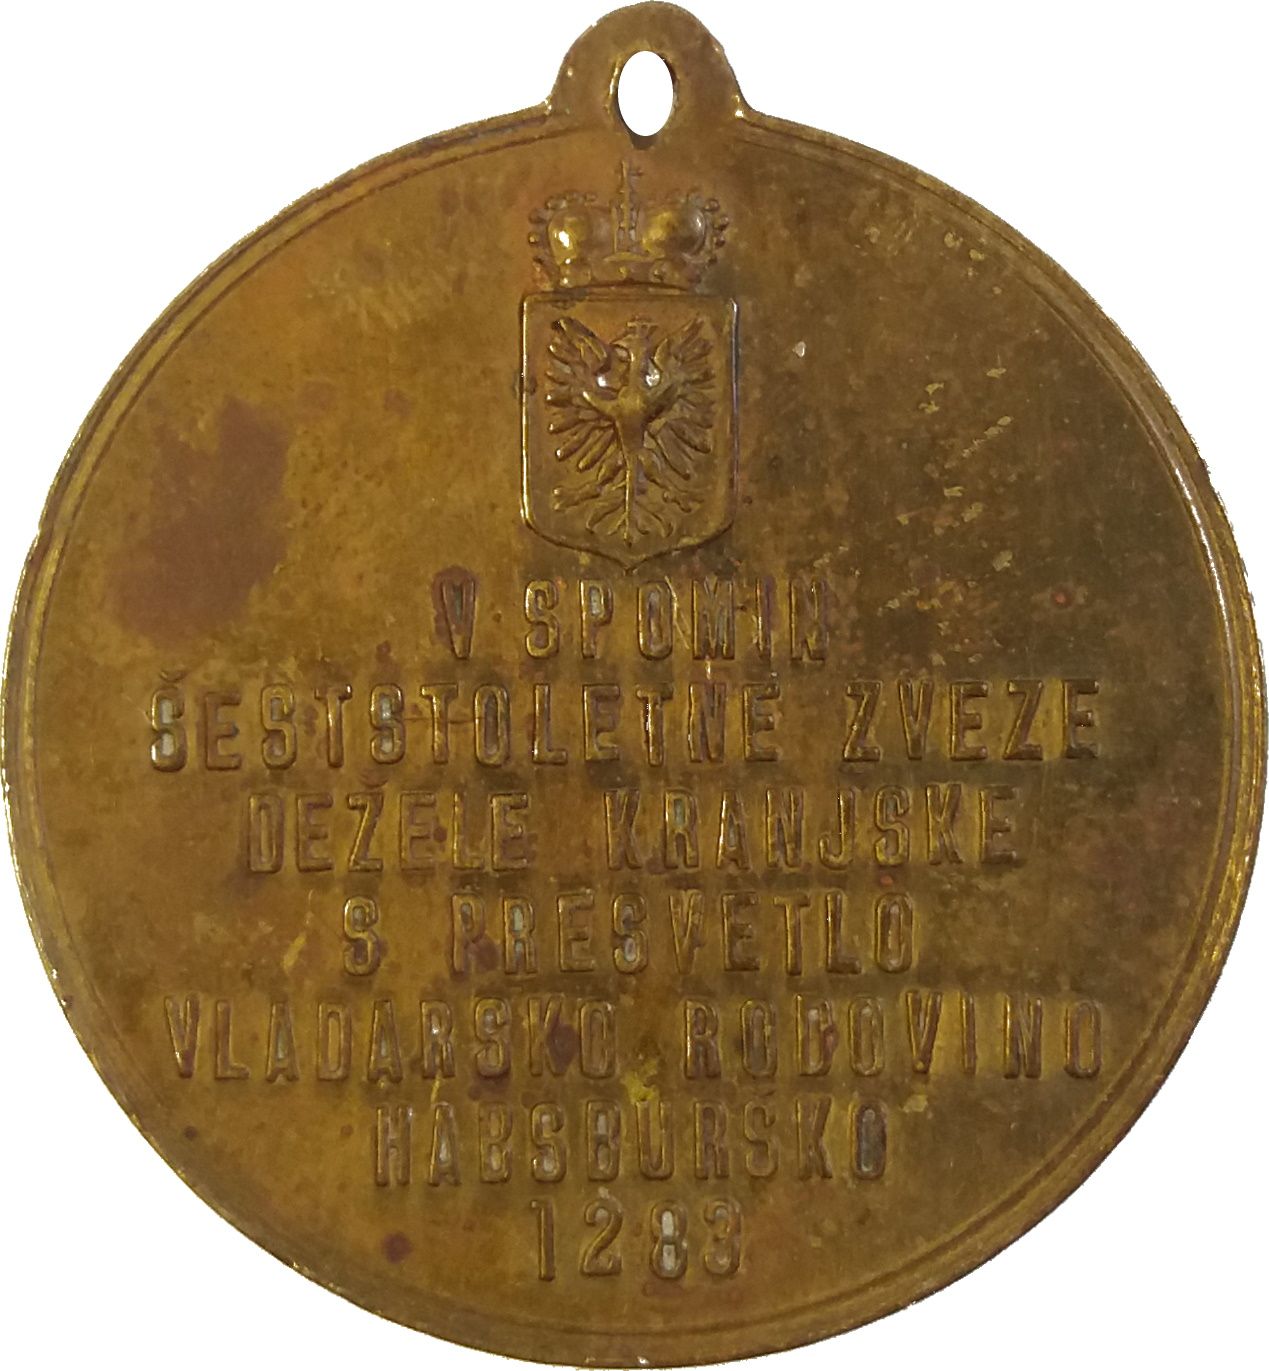 V SPOMIN
ŠESTSTOLETNE ZVEZE
DEŽELE KRANJSKE
S PRESVETLO
VLADARSKO RODOVINO
HABSBURŠKO
1283